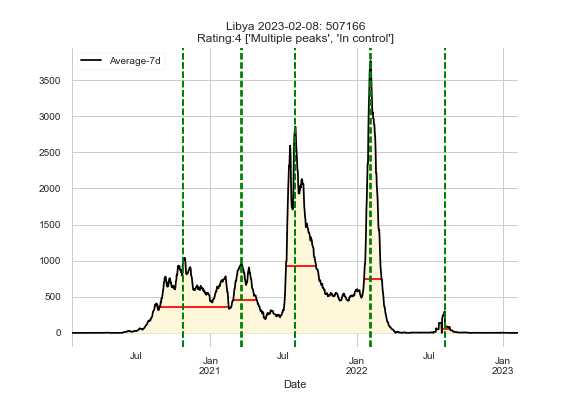 Libya 2023-02-08: 507166
Rating:4 ['Multiple peaks', 'In control']
Average-7d
3500
3000
2500
2000
1500
1000
500
0
Jul
Jan
2021
Jul
Jan
2022
Jul
Jan
2023
Date